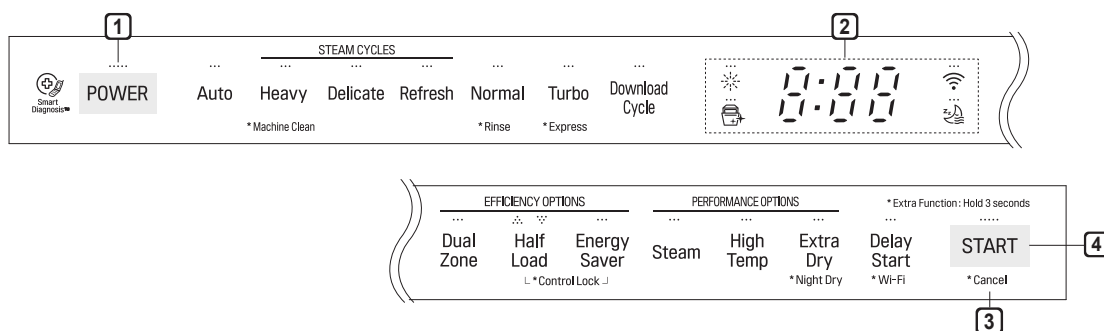 1
2
STEAM CYCLES
Smart
Diagnosis™
POWER
Auto
Heavy
* Machine Clean
Delicate
Refresh
Normal
* Rinse
Turbo
* Express
Download
Cycle
8:88
zz
EFFICIENCY OPTIONS
PERFORMANCE OPTIONS
* Extra Function : Hold 3 seconds
Dual
Zone
Half
Load
Energy
Saver
* Control Lock
Steam
High
Temp
Extra
Dry
* Night Dry
Delay
Start
* Wi-Fi
START
* Cancel
4
3